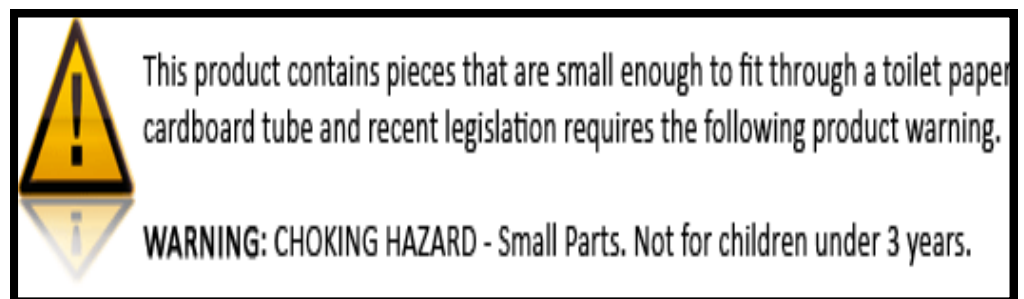 This product contains pieces that are small enough to fit through a toilet paper
cardboard tube and recent legislation requires the following product warning.
WARNING: CHOKING HAZARD - Small Parts. Not for children under 3 years.